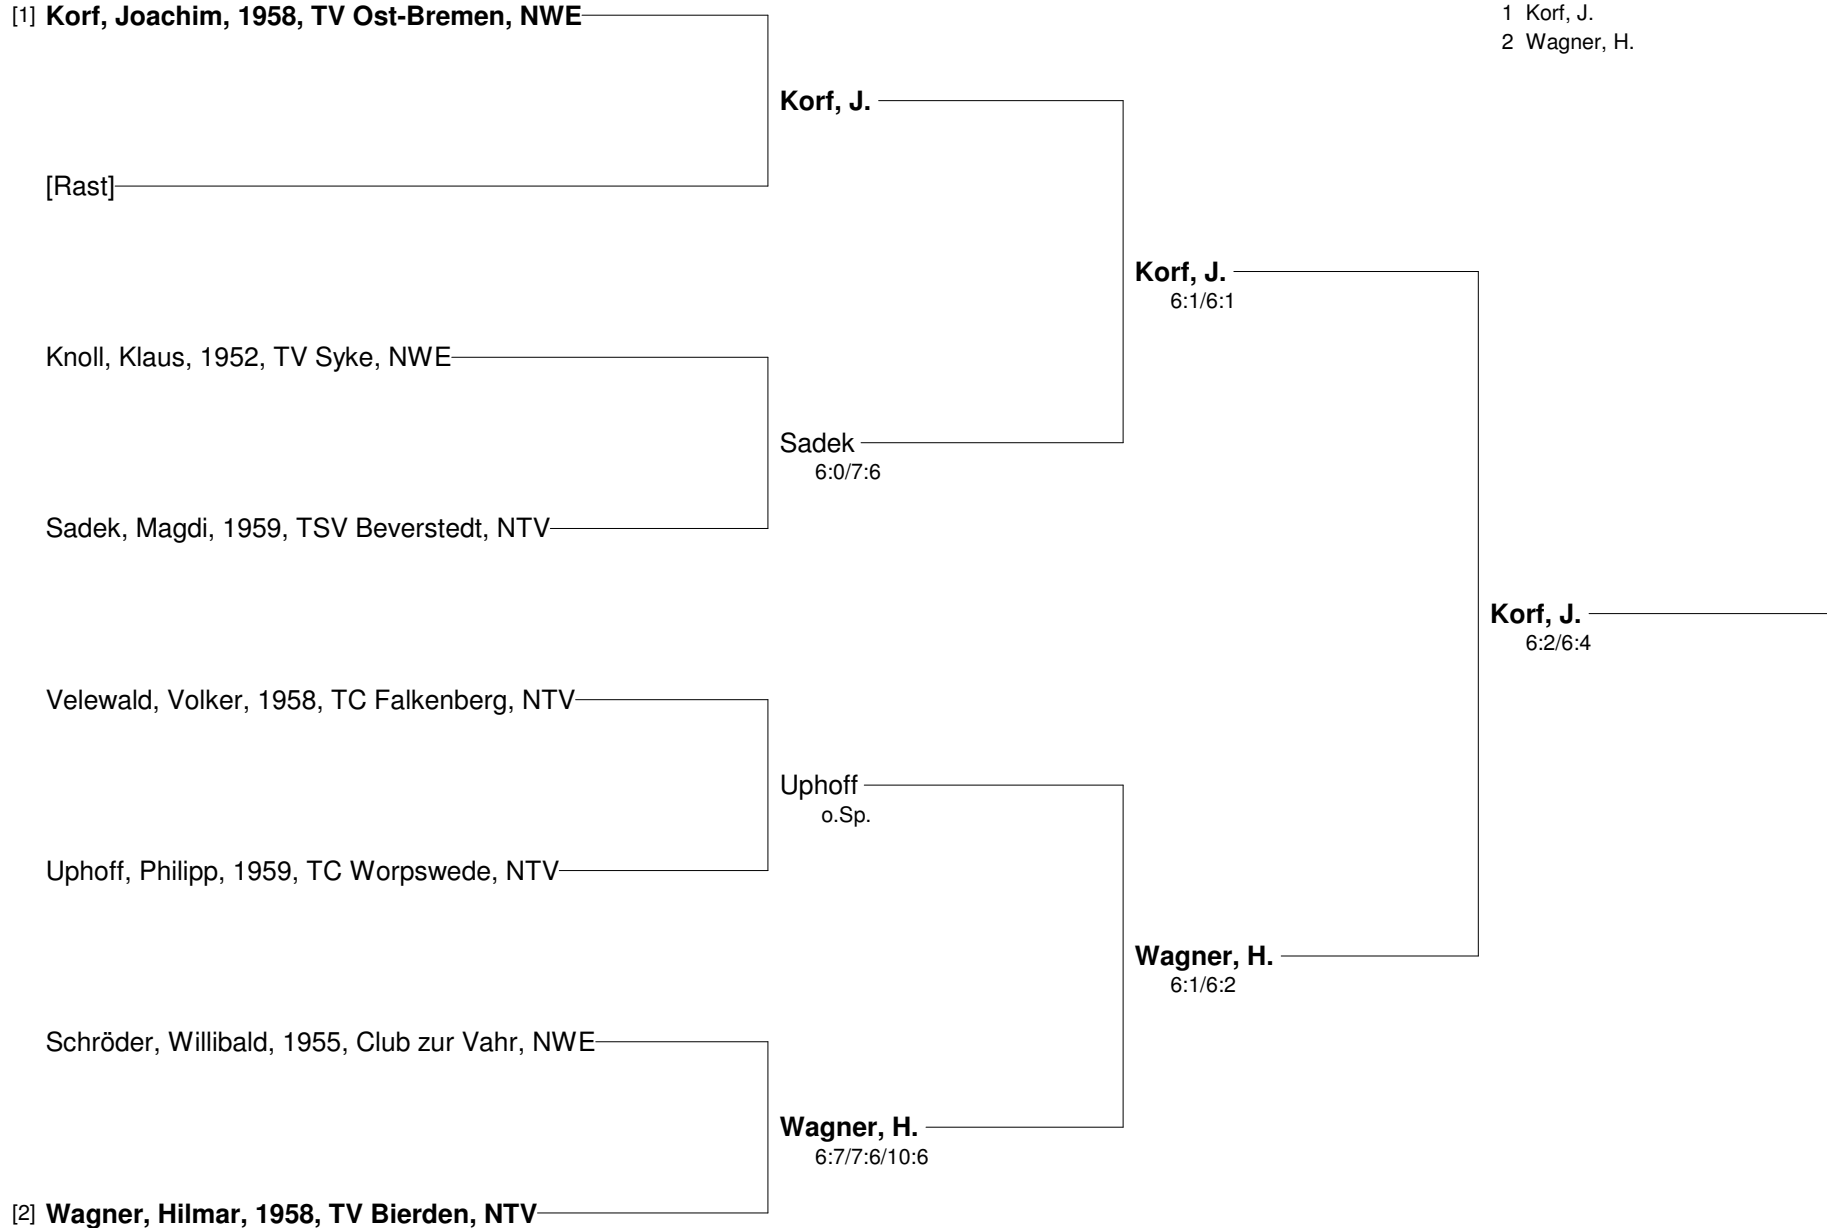 [1] Korf, Joachim, 1958, TV Ost-Bremen, NWE
1 Korf, J.
2 Wagner, H.
Korf, J.
[Rast]
Korf, J.
6:1/6:1
Knoll, Klaus, 1952, TV Syke, NWE
Sadek
6:0/7:6
Sadek, Magdi, 1959, TSV Beverstedt, NTV
Korf, J.
6:2/6:4
Velewald, Volker, 1958, TC Falkenberg, NTV
Uphoff
o.Sp.
Uphoff, Philipp, 1959, TC Worpswede, NTV
Wagner, H.
6:1/6:2
Schröder, Willibald, 1955, Club zur Vahr, NWE
Wagner, H.
6:7/7:6/10:6
[2] Wagner, Hilmar, 1958, TV Bierden, NTV